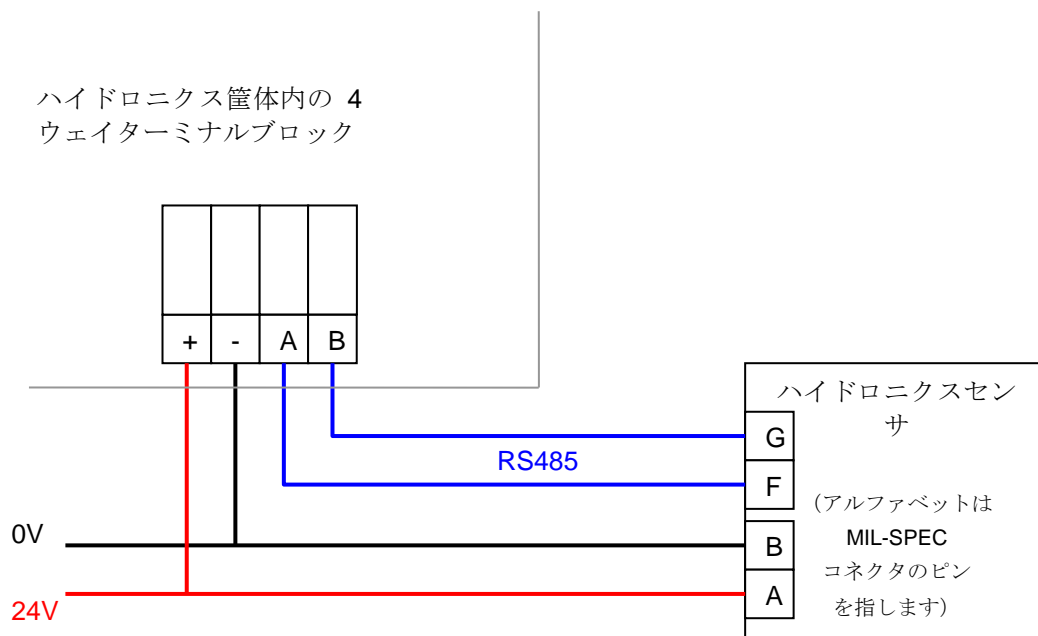 ハイドロニクス筐体内の 4
ウェイターミナルブロック
+ - A B
ハイドロニクスセン
サ
G
RS485
F
(アルファベットは
0V
B
MIL-SPEC
コネクタのピン
A
を指します)
24V